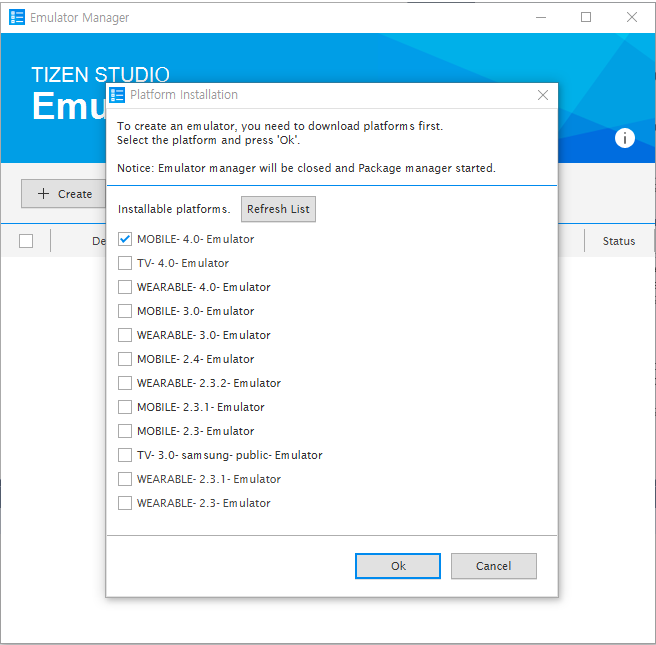 Emulator Manager
TIZEN STUDIO
Emu
Platform Installation
To create an emulator, you need to download platforms first.
Select the platform and press 'Ok'.
Notice: Emulator manager will be closed and Package manager started.
+ Create
Installable platforms. Refresh List
De
Status
MOBILE- 4.0- Emulator
TV- 4.0- Emulator
WEARABLE- 4.0- Emulator
MOBILE- 3.0- Emulator
WEARABLE- 3.0- Emulator
MOBILE- 2.4- Emulator
WEARABLE- 2.3.2- Emulator
MOBILE- 2.3.1- Emulator
MOBILE- 2.3- Emulator
TV- 3.0- samsung- public- Emulator
WEARABLE- 2.3.1- Emulator
WEARABLE- 2.3- Emulator
Ok Cancel